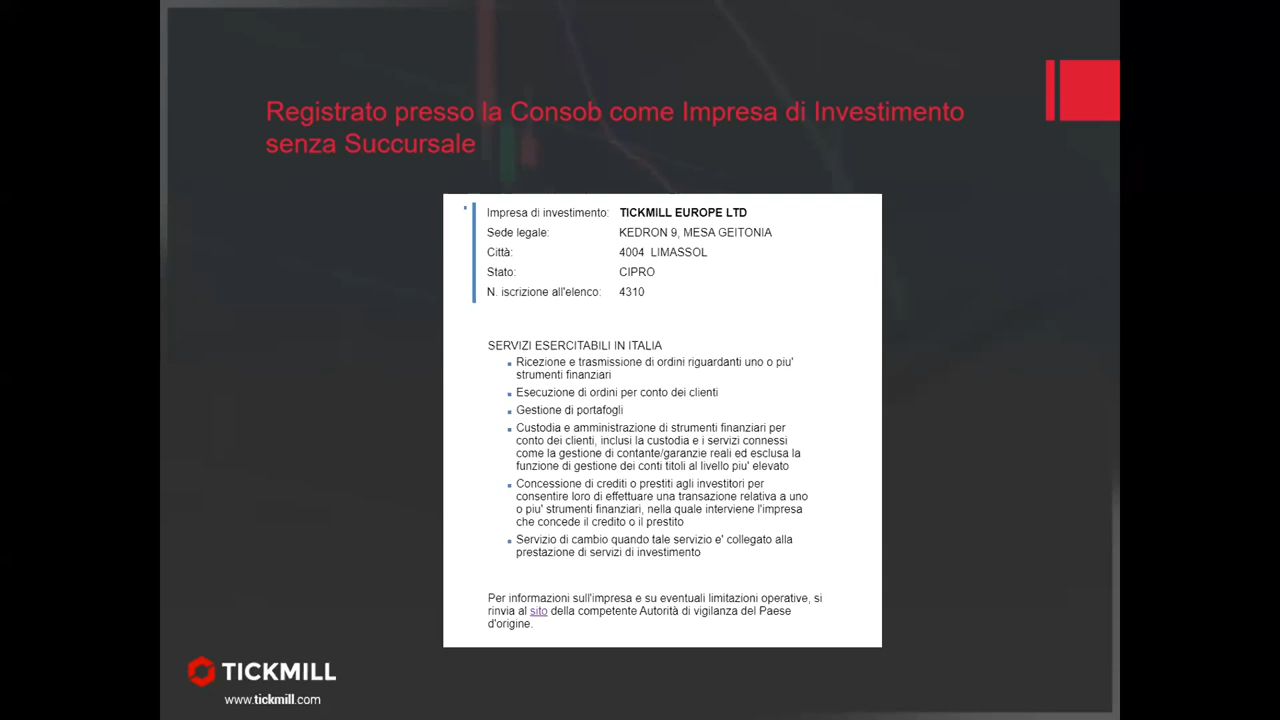 Registrato presso la Consob come Impresa di Investimento
senza Succursale
Impresa di investimento: TICKMILL EUROPE LTD
Sede legale: KEDRON 9, MESA GEITONIA
Città: 4004 LIMASSOL
Stato: CIPRO
N. iscrizione all'elenco: 4310
SERVIZI ESERCITABILI IN ITALIA
Ricezione e trasmissione di ordini riguardanti uno o piu'
strumenti finanziari
Esecuzione di ordini per conto dei clienti
Gestione di portafogli
Custodia e amministrazione di strumenti finanziari per
conto dei clienti, inclusi la custodia e i servizi connessi
come la gestione di contante/garanzie reali ed esclusa la
funzione di gestione dei conti titoli al livello piu' elevato
Concessione di crediti o prestiti agli investitori per
consentire loro di effettuare una transazione relativa a uno
o piu' strumenti finanziari, nella quale interviene l'impresa
che concede il credito o il prestito
Servizio di cambio quando tale servizio e' collegato alla
prestazione di servizi di investimento
Per informazioni sull'impresa e su eventuali limitazioni operative, si
rinvia al sito della competente Autorità di vigilanza del Paese
d'origine.
TICKMILL
www.tickmill.com